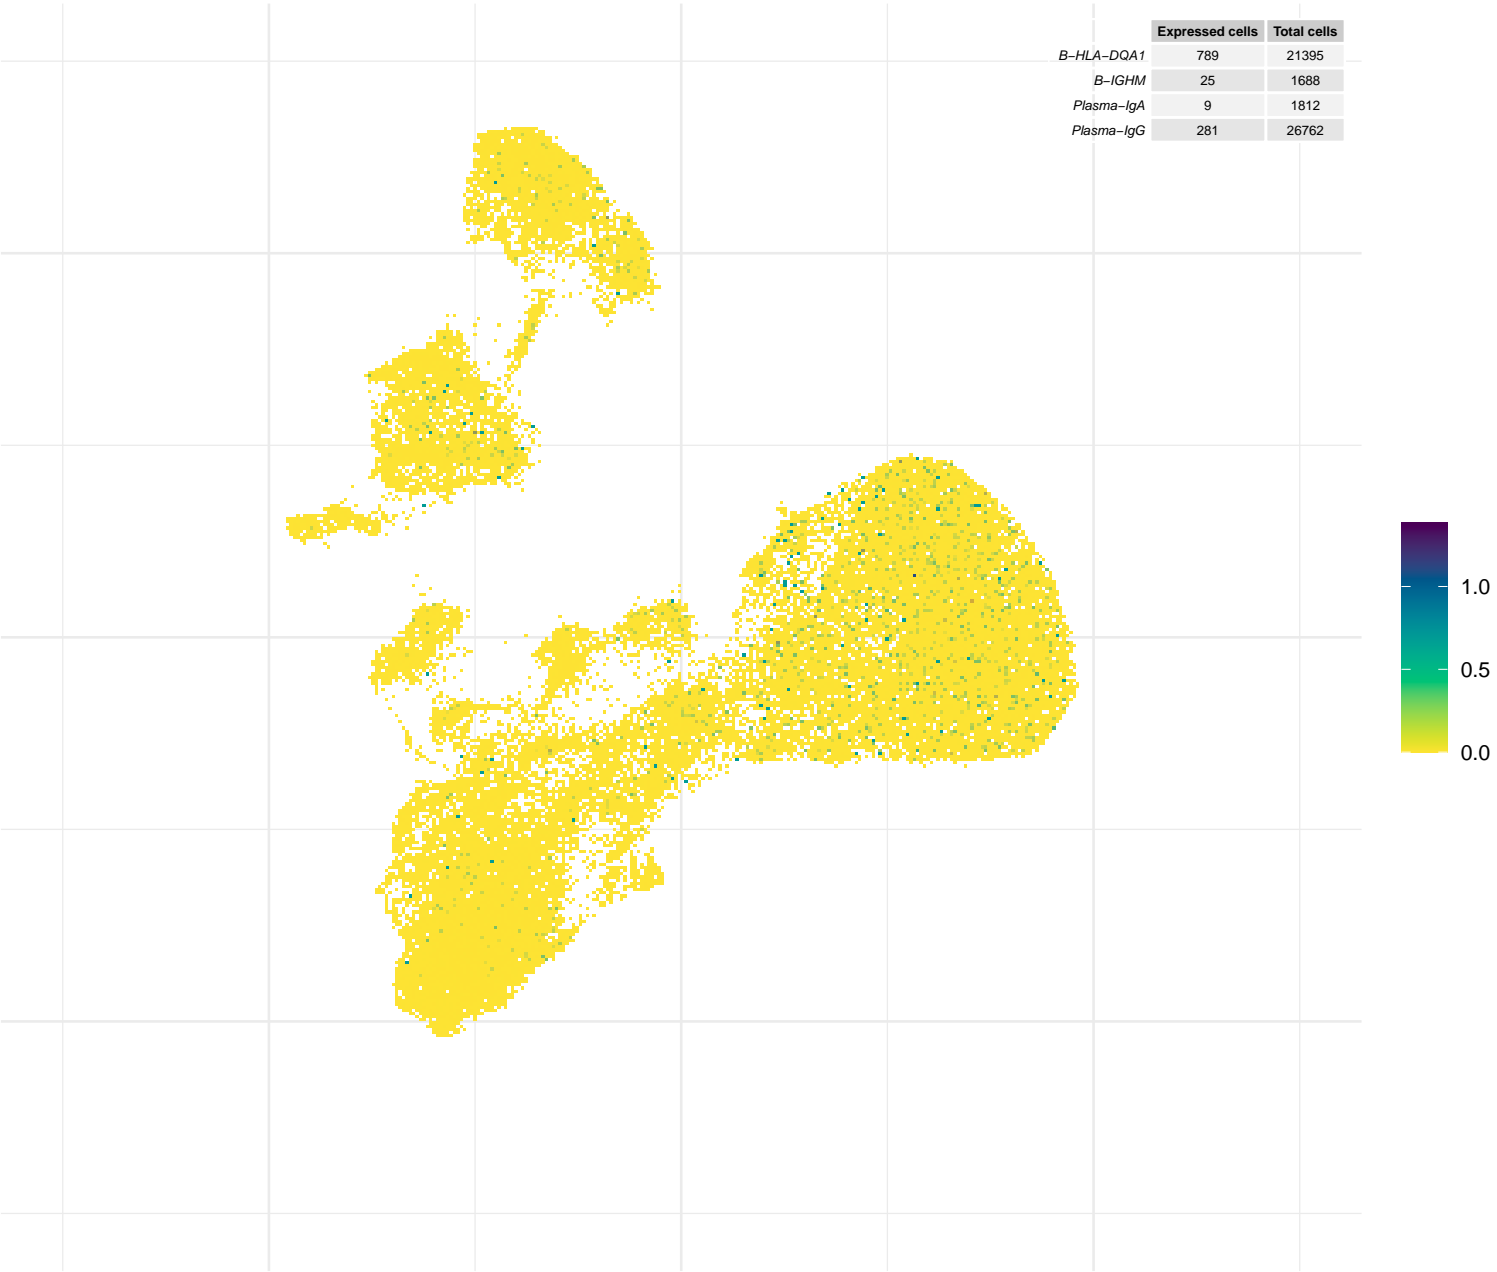 Expressed cells Total cells
B−HLA−DQA1 789 21395
B−IGHM 25 1688
Plasma−IgA 9 1812
Plasma−IgG 281 26762
1.0
0.5
0.0